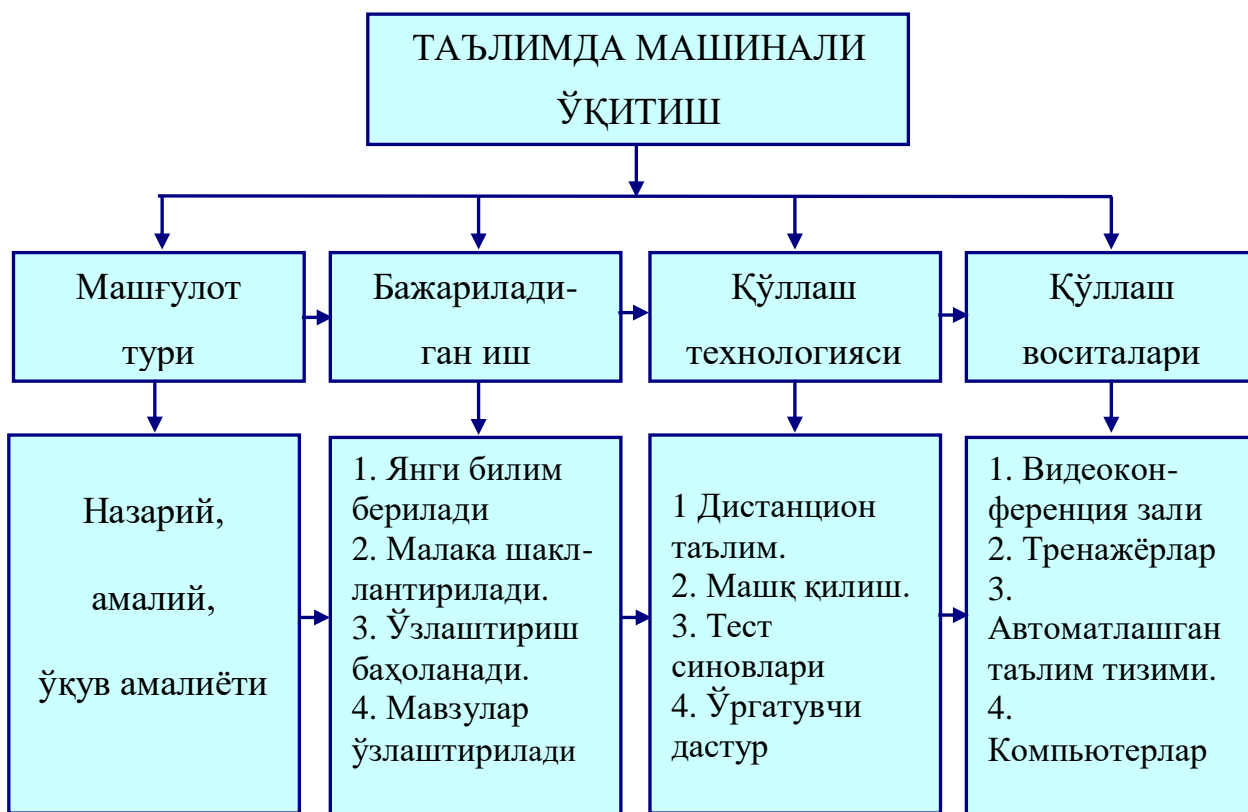 ТАЪЛИМДА МАШИНАЛИ
ЎҚИТИШ
Машғулот
тури
Бажарилади-
ган иш
Қўллаш
технологияси
Қўллаш
воситалари
Назарий,
амалий,
ўқув амалиёти
1. Янги билим
берилади
2. Малака шакл-
лантирилади.
3. Ўзлаштириш
баҳоланади.
4. Мавзулар
ўзлаштирилади
1 Дистанцион
таълим.
2. Машқ қилиш.
3. Тест
синовлари
4. Ўргатувчи
дастур
1. Видеокон-
ференция зали
2. Тренажёрлар
3.
Автоматлашган
таълим тизими.
4.
Компьютерлар